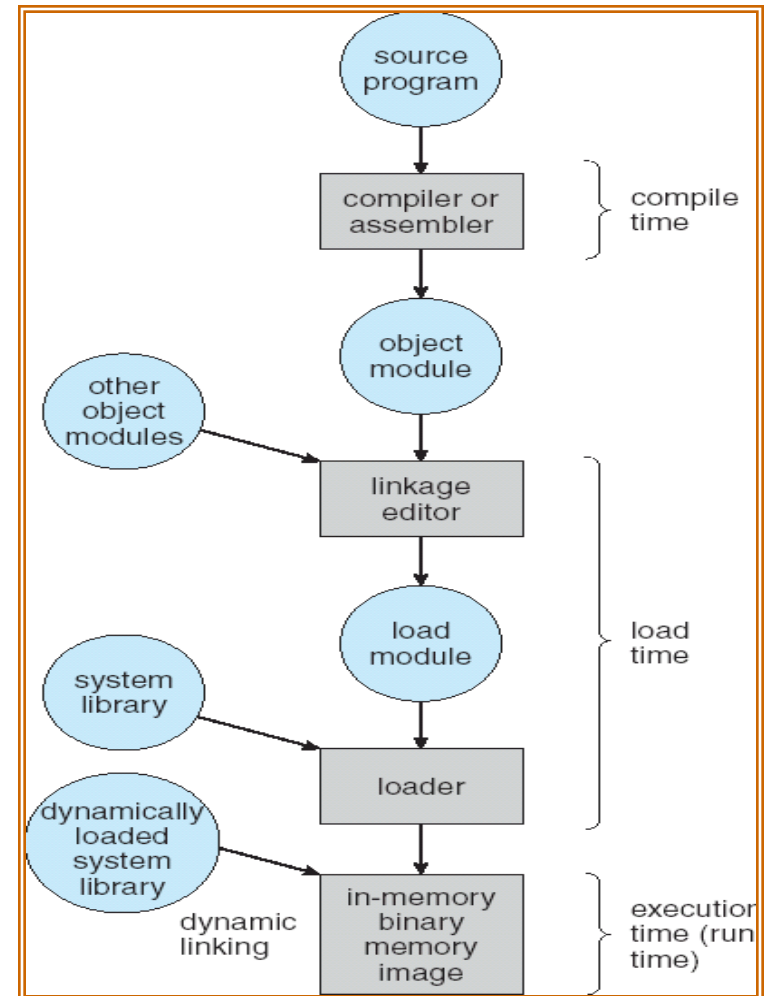 source
program
compiler or
assembler
compile
time
object
module
other
object
modules
linkage
editor
load
module
load
time
system
library
loader
dynamically
loaded
system
library
dynamic
linking
in-memory
binary
memory
image
execution
time (run
time)